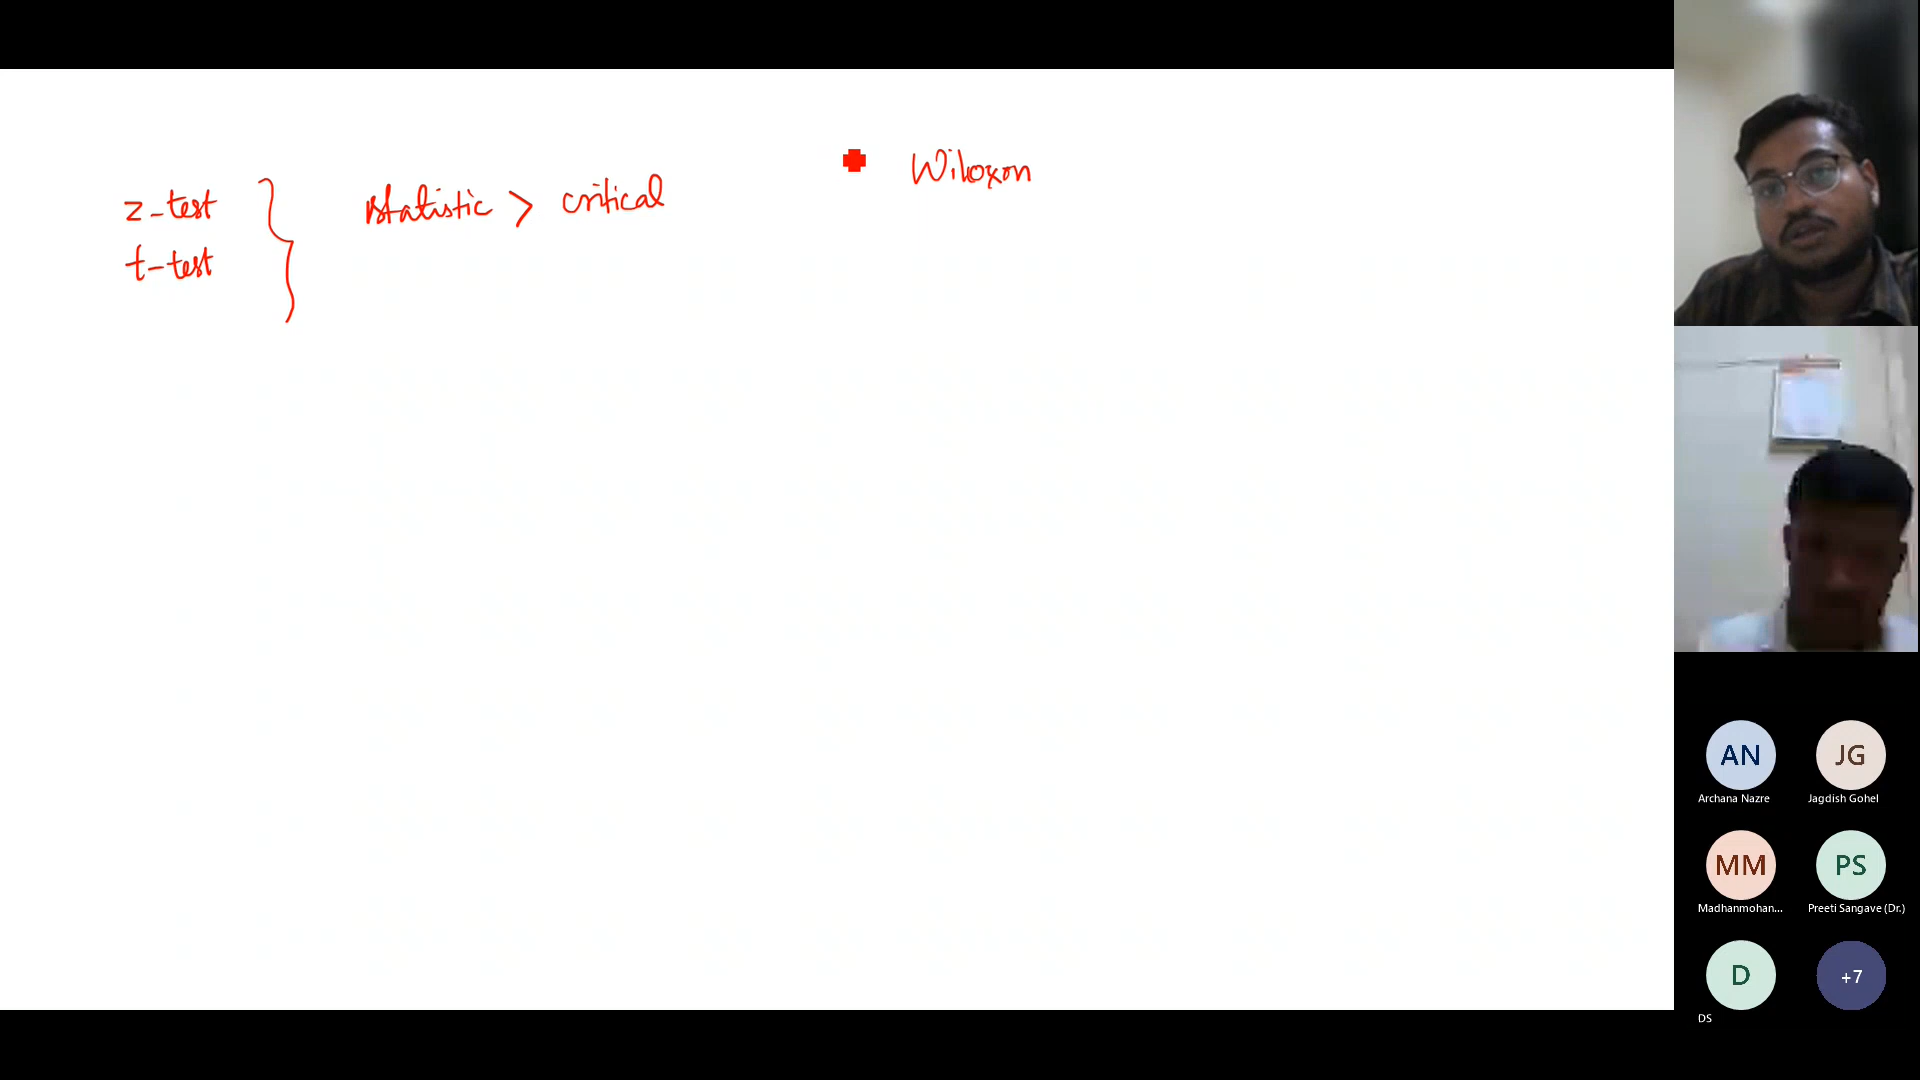 z-test
t-test
statistic > critical
Wilcoxon
AN
Archana Nazre
JG
Jagdish Gohel
MM
Madhanmohan...
PS
Preeti Sangave (Dr.)
D
DS
+7